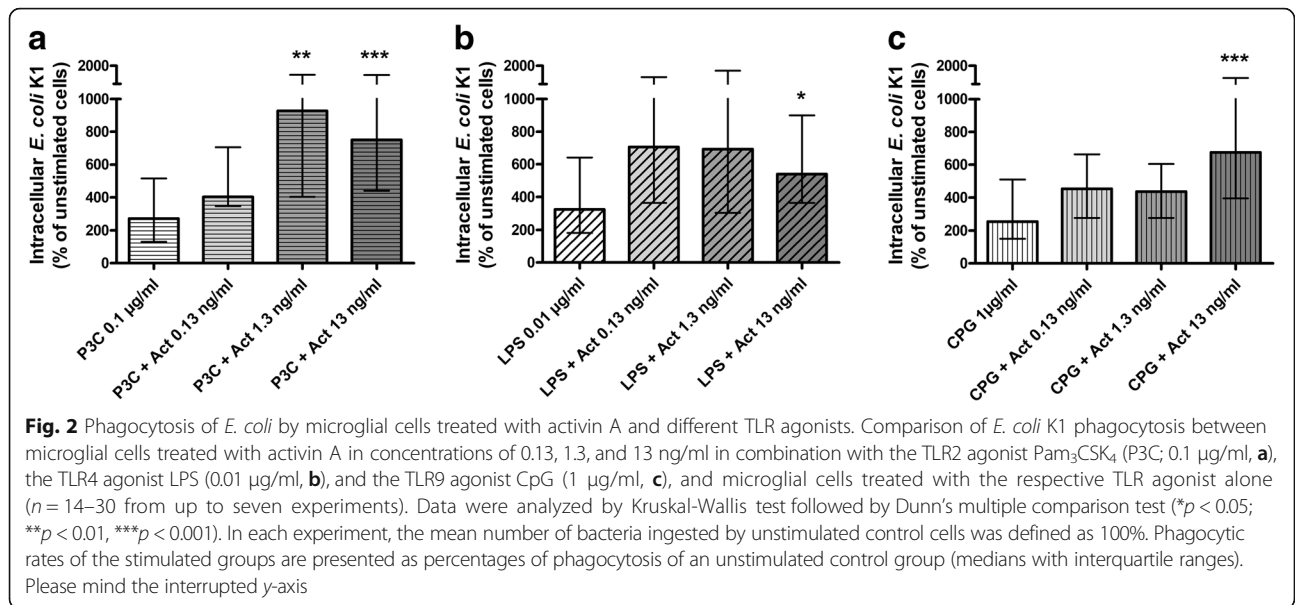 a
b
c
** ***
*
***
Intracellular E. coli K1
(% of unstimlated cells)
2000
1000
800
600
400
200
0
P3C 0.1 µg/ml
P3C + Act 0.13 ng/ml
P3C + Act 1.3 ng/ml
P3C + Act 13 ng/ml
Intracellular E. coli K1
(% of unstimlated cells)
2000
1000
800
600
400
200
0
LPS 0.01 µg/ml
LPS + Act 0.13 ng/ml
LPS + Act 1.3 ng/ml
LPS + Act 13 ng/ml
Intracellular E. coli K1
(% of unstimlated cells)
2000
1000
800
600
400
200
0
CPG 1µg/ml
CPG + Act 0.13 ng/ml
CPG + Act 1.3 ng/ml
CPG + Act 13 ng/ml
Fig. 2 Phagocytosis of E. coli by microglial cells treated with activin A and different TLR agonists. Comparison of E. coli K1 phagocytosis between
microglial cells treated with activin A in concentrations of 0.13, 1.3, and 13 ng/ml in combination with the TLR2 agonist Pam₃CSK₄ (P3C; 0.1 µg/ml, a),
the TLR4 agonist LPS (0.01 µg/ml, b), and the TLR9 agonist CpG (1 µg/ml, c), and microglial cells treated with the respective TLR agonist alone
(n = 14–30 from up to seven experiments). Data were analyzed by Kruskal-Wallis test followed by Dunn's multiple comparison test (*p < 0.05;
**p < 0.01, ***p < 0.001). In each experiment, the mean number of bacteria ingested by unstimulated control cells was defined as 100%. Phagocytic
rates of the stimulated groups are presented as percentages of phagocytosis of an unstimulated control group (medians with interquartile ranges).
Please mind the interrupted y-axis